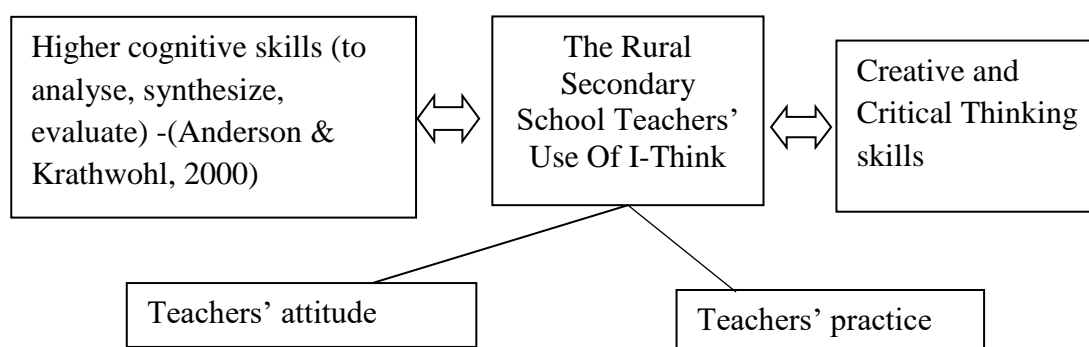 Higher cognitive skills (to
analyse, synthesize,
evaluate) -(Anderson &
Krathwohl, 2000)
The Rural
Secondary
School Teachers’
Use Of I-Think
Creative and
Critical Thinking
skills
Teachers’ attitude
Teachers’ practice